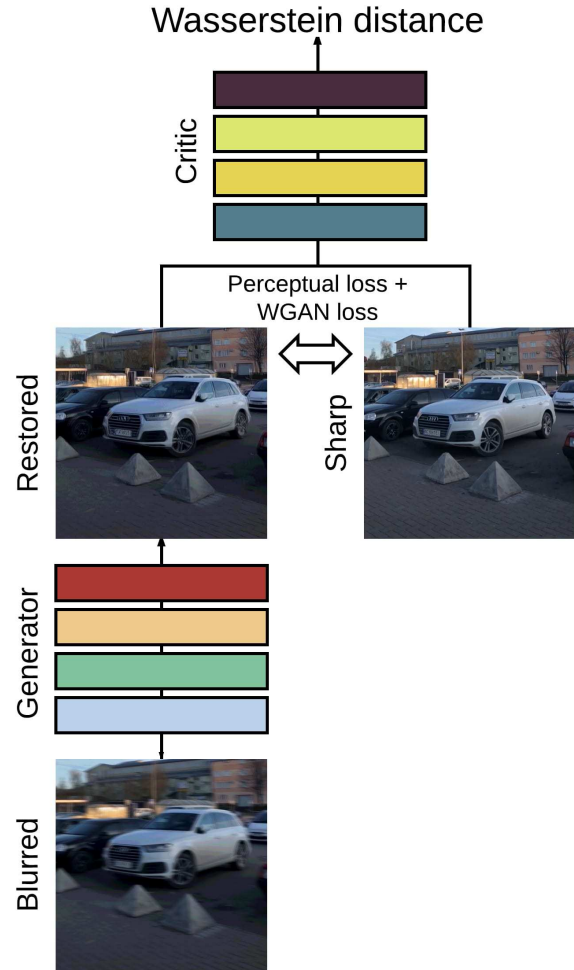 Wasserstein distance
Critic
Perceptual loss +
WGAN loss
Restored
Sharp
Generator
Blurred